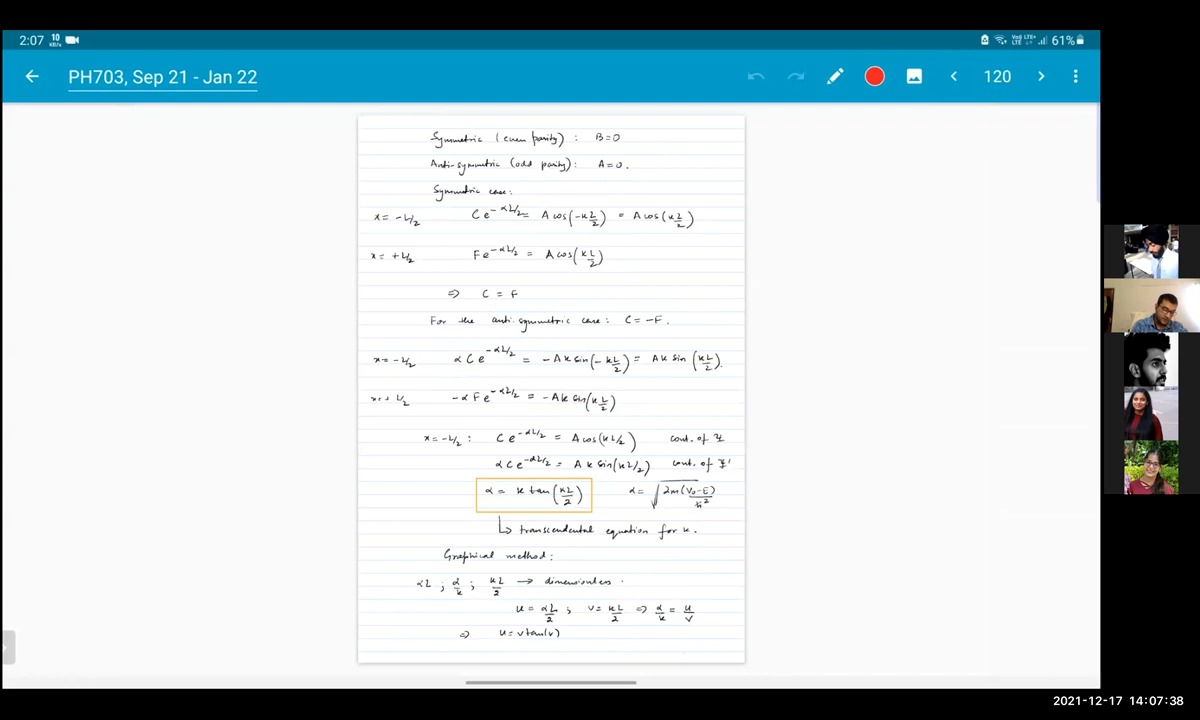 2:07 10 KB/s VoJ LTE LTE+ 61%
PH703, Sep 21 - Jan 22 120
Symmetric (even parity) : B=0
Anti-symmetric (odd parity): A=0.
Symmetric case:
x=-L/2 Ce^{-αL/2} = A cos(-kL/2) = A cos(kL/2)
x=+L/2 Fe^{-αL/2} = A cos(kL/2)
=> C = F
For the anti-symmetric case: C=-F.
x=-L/2 αCe^{-αL/2} = -Ak sin(-kL/2) = Ak sin(kL/2).
x=+L/2 -αFe^{-αL/2} = -Ak sin(kL/2)
x=-L/2: Ce^{-αL/2} = A cos(kL/2) cont. of Ψ
αCe^{-αL/2} = Ak sin(kL/2) cont. of Ψ'
α = k tan(kL/2) α = √(2m(V₀-E)/ħ²)
↳ transcendental equation for k.
Graphical method:
αL ; α/k ; kL/2 → dimensionless.
u = αL/2 ; v = kL/2 => α/k = u/v
=> u = v tan(v)
2021-12-17 14:07:38